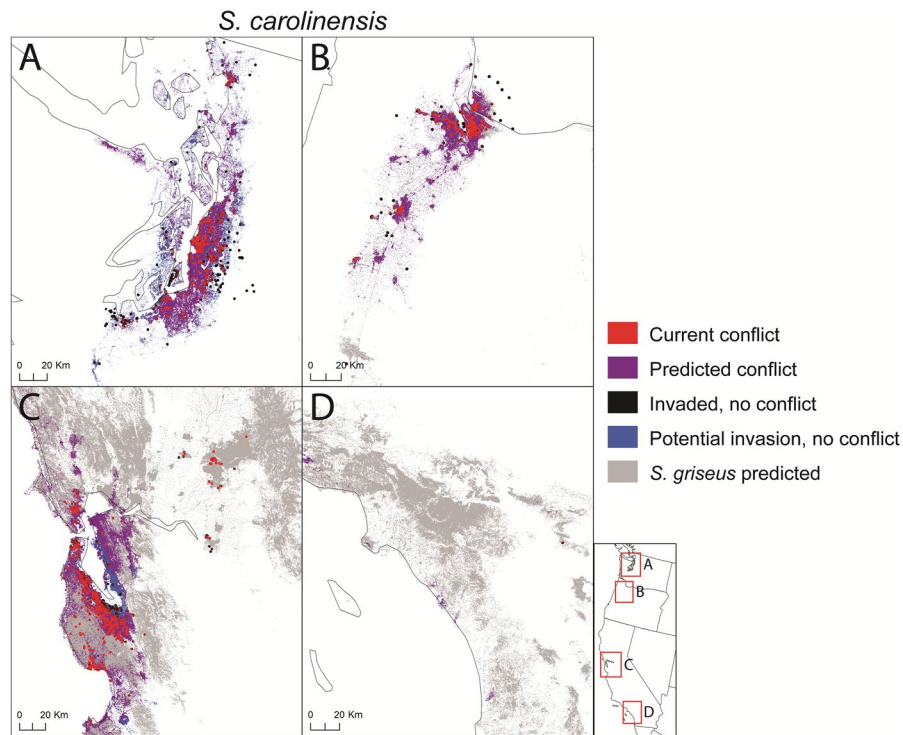 S. carolinensis
A
B
0 20 Km
0 20 Km
C
D
0 20 Km
0 20 Km
Current conflict
Predicted conflict
Invaded, no conflict
Potential invasion, no conflict
S. griseus predicted
A
B
C
D